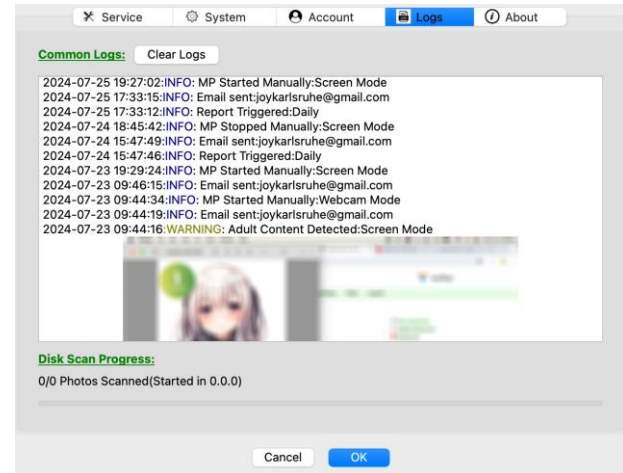 Service System Account Logs About
Common Logs: Clear Logs
2024-07-25 19:27:02:INFO: MP Started Manually:Screen Mode
2024-07-25 17:33:15:INFO: Email sent:joykarlsruhe@gmail.com
2024-07-25 17:33:12:INFO: Report Triggered:Daily
2024-07-24 18:45:42:INFO: MP Stopped Manually:Screen Mode
2024-07-24 15:47:49:INFO: Email sent:joykarlsruhe@gmail.com
2024-07-24 15:47:46:INFO: Report Triggered:Daily
2024-07-23 19:29:24:INFO: MP Started Manually:Screen Mode
2024-07-23 09:46:15:INFO: Email sent:joykarlsruhe@gmail.com
2024-07-23 09:44:34:INFO: MP Started Manually:Webcam Mode
2024-07-23 09:44:19:INFO: Email sent:joykarlsruhe@gmail.com
2024-07-23 09:44:16:WARNING: Adult Content Detected:Screen Mode
Disk Scan Progress:
0/0 Photos Scanned(Started in 0.0.0)
Cancel OK